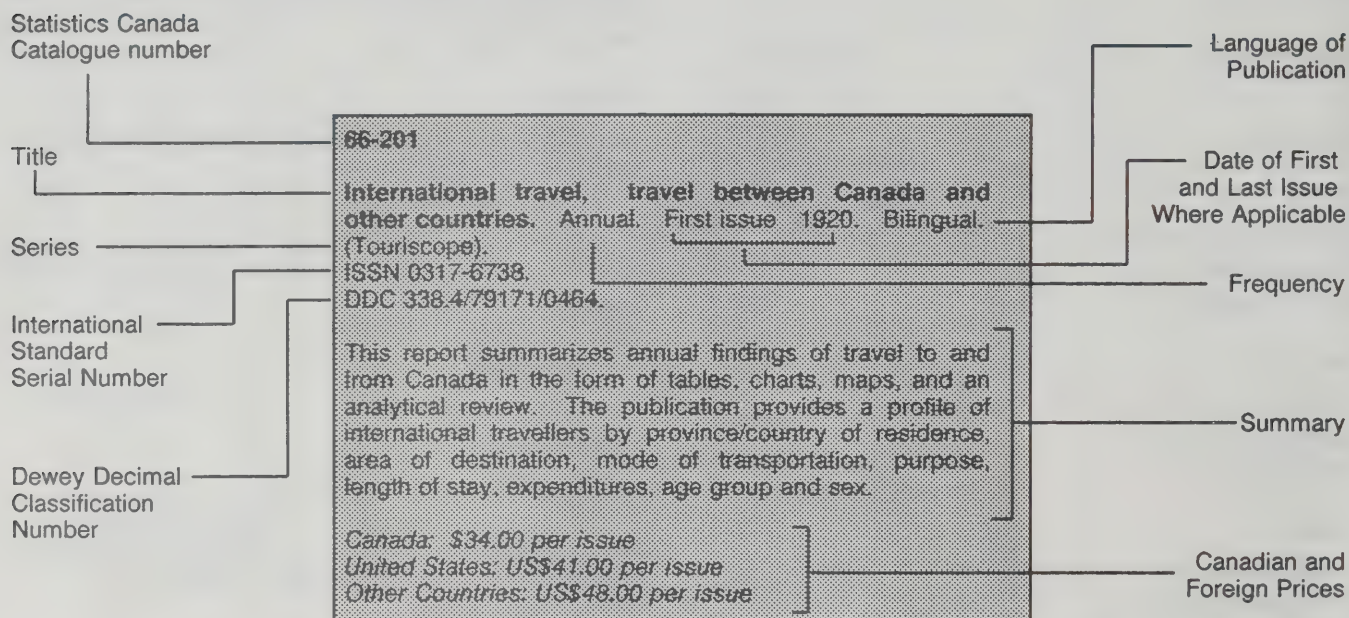 Statistics Canada
Catalogue number
Title
Series
International
Standard
Serial Number
Dewey Decimal
Classification
Number
66-201
International travel, travel between Canada and
other countries. Annual. First issue 1920. Bilingual.
(Touriscope).
ISSN 0317-6738.
DDC 338.4/79171/0464.
This report summarizes annual findings of travel to and
from Canada in the form of tables, charts, maps, and an
analytical review. The publication provides a profile of
international travellers by province/country of residence,
area of destination, mode of transportation, purpose,
length of stay, expenditures, age group and sex.
Canada: $34.00 per issue
United States: US$41.00 per issue
Other Countries: US$48.00 per issue
Language of
Publication
Date of First
and Last Issue
Where Applicable
Frequency
Summary
Canadian and
Foreign Prices